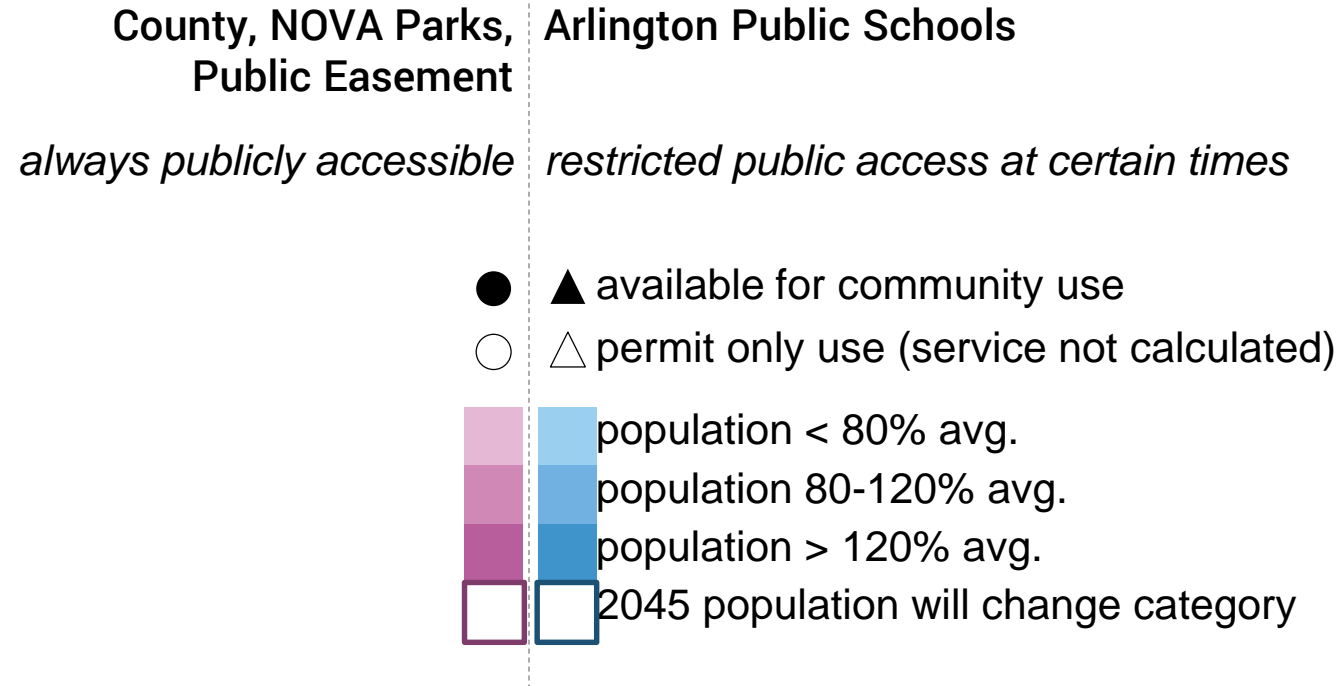 County, NOVA Parks,
Public Easement
Arlington Public Schools
always publicly accessible
restricted public access at certain times
available for community use
permit only use (service not calculated)
population < 80% avg.
population 80-120% avg.
population > 120% avg.
2045 population will change category